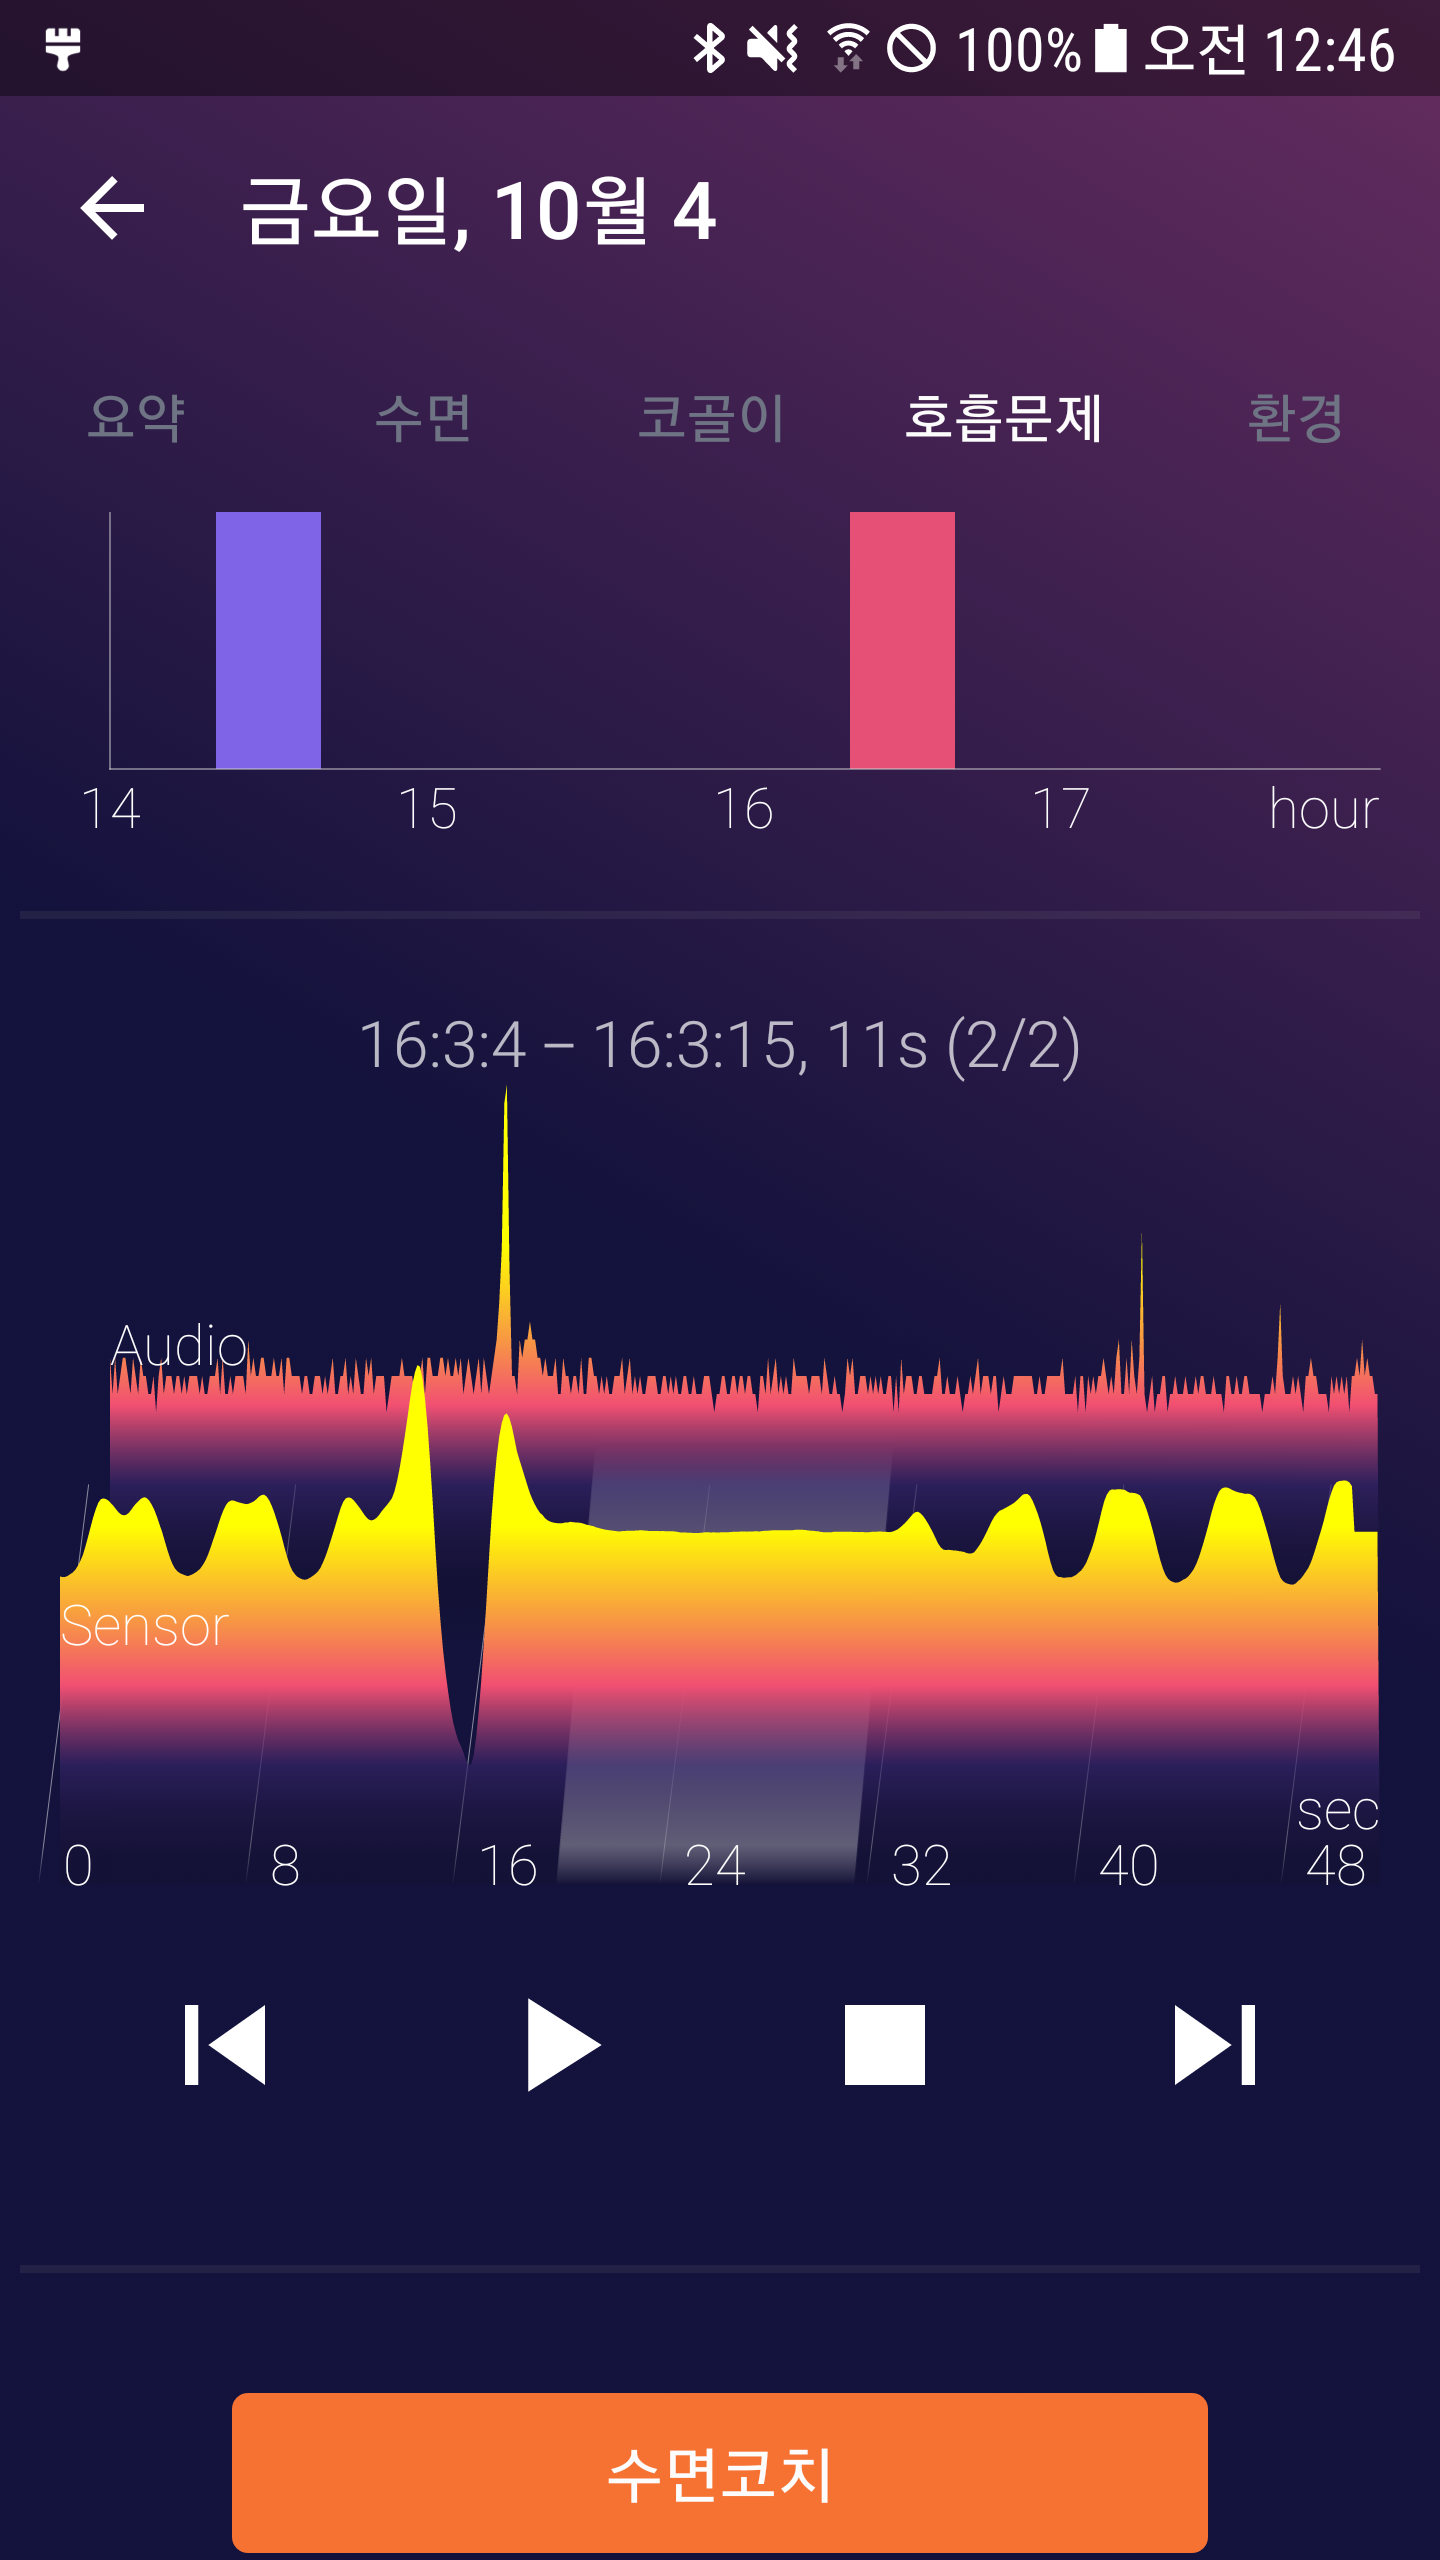 100% 오전 12:46
금요일, 10월 4
요약 수면 코골이 호흡문제 환경
14 15 16 17 hour
16:3:4 – 16:3:15, 11s (2/2)
Audio
Sensor
sec
0 8 16 24 32 40 48
수면코치